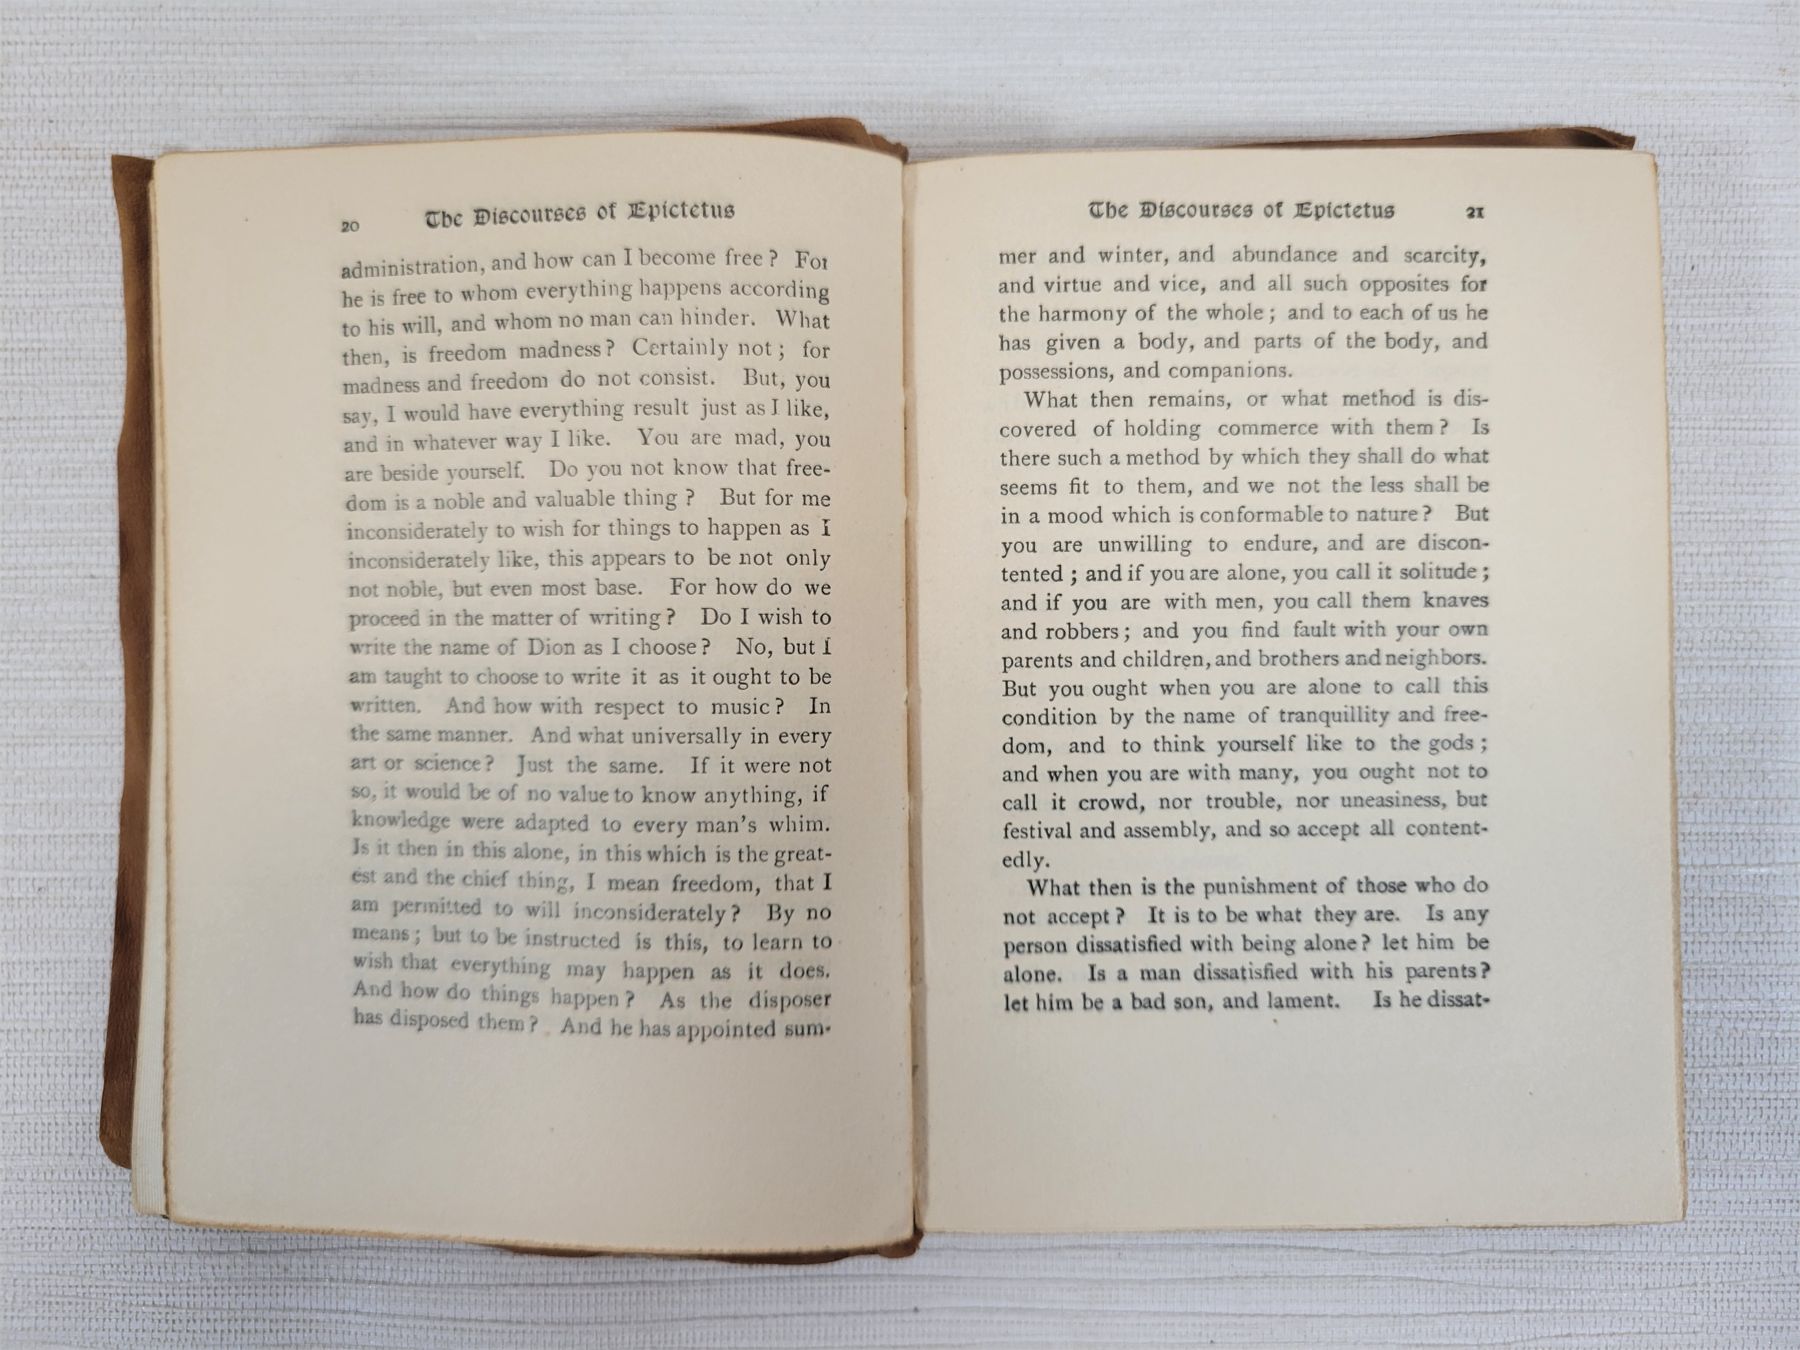 20 The Discourses of Epictetus
administration, and how can I become free? For
he is free to whom everything happens according
to his will, and whom no man can hinder. What
then, is freedom madness? Certainly not; for
madness and freedom do not consist. But, you
say, I would have everything result just as I like,
and in whatever way I like. You are mad, you
are beside yourself. Do you not know that free-
dom is a noble and valuable thing? But for me
inconsiderately to wish for things to happen as I
inconsiderately like, this appears to be not only
not noble, but even most base. For how do we
proceed in the matter of writing? Do I wish to
write the name of Dion as I choose? No, but I
am taught to choose to write it as it ought to be
written. And how with respect to music? In
the same manner. And what universally in every
art or science? Just the same. If it were not
so, it would be of no value to know anything, if
knowledge were adapted to every man's whim.
Is it then in this alone, in this which is the great-
est and the chief thing, I mean freedom, that I
am permitted to will inconsiderately? By no
means; but to be instructed is this, to learn to
wish that everything may happen as it does.
And how do things happen? As the disposer
has disposed them? And he has appointed sum-
The Discourses of Epictetus 21
mer and winter, and abundance and scarcity,
and virtue and vice, and all such opposites for
the harmony of the whole; and to each of us he
has given a body, and parts of the body, and
possessions, and companions.
What then remains, or what method is dis-
covered of holding commerce with them? Is
there such a method by which they shall do what
seems fit to them, and we not the less shall be
in a mood which is conformable to nature? But
you are unwilling to endure, and are discon-
tented; and if you are alone, you call it solitude;
and if you are with men, you call them knaves
and robbers; and you find fault with your own
parents and children, and brothers and neighbors.
But you ought when you are alone to call this
condition by the name of tranquillity and free-
dom, and to think yourself like to the gods;
and when you are with many, you ought not to
call it crowd, nor trouble, nor uneasiness, but
festival and assembly, and so accept all content-
edly.
What then is the punishment of those who do
not accept? It is to be what they are. Is any
person dissatisfied with being alone? let him be
alone. Is a man dissatisfied with his parents?
let him be a bad son, and lament. Is he dissat-